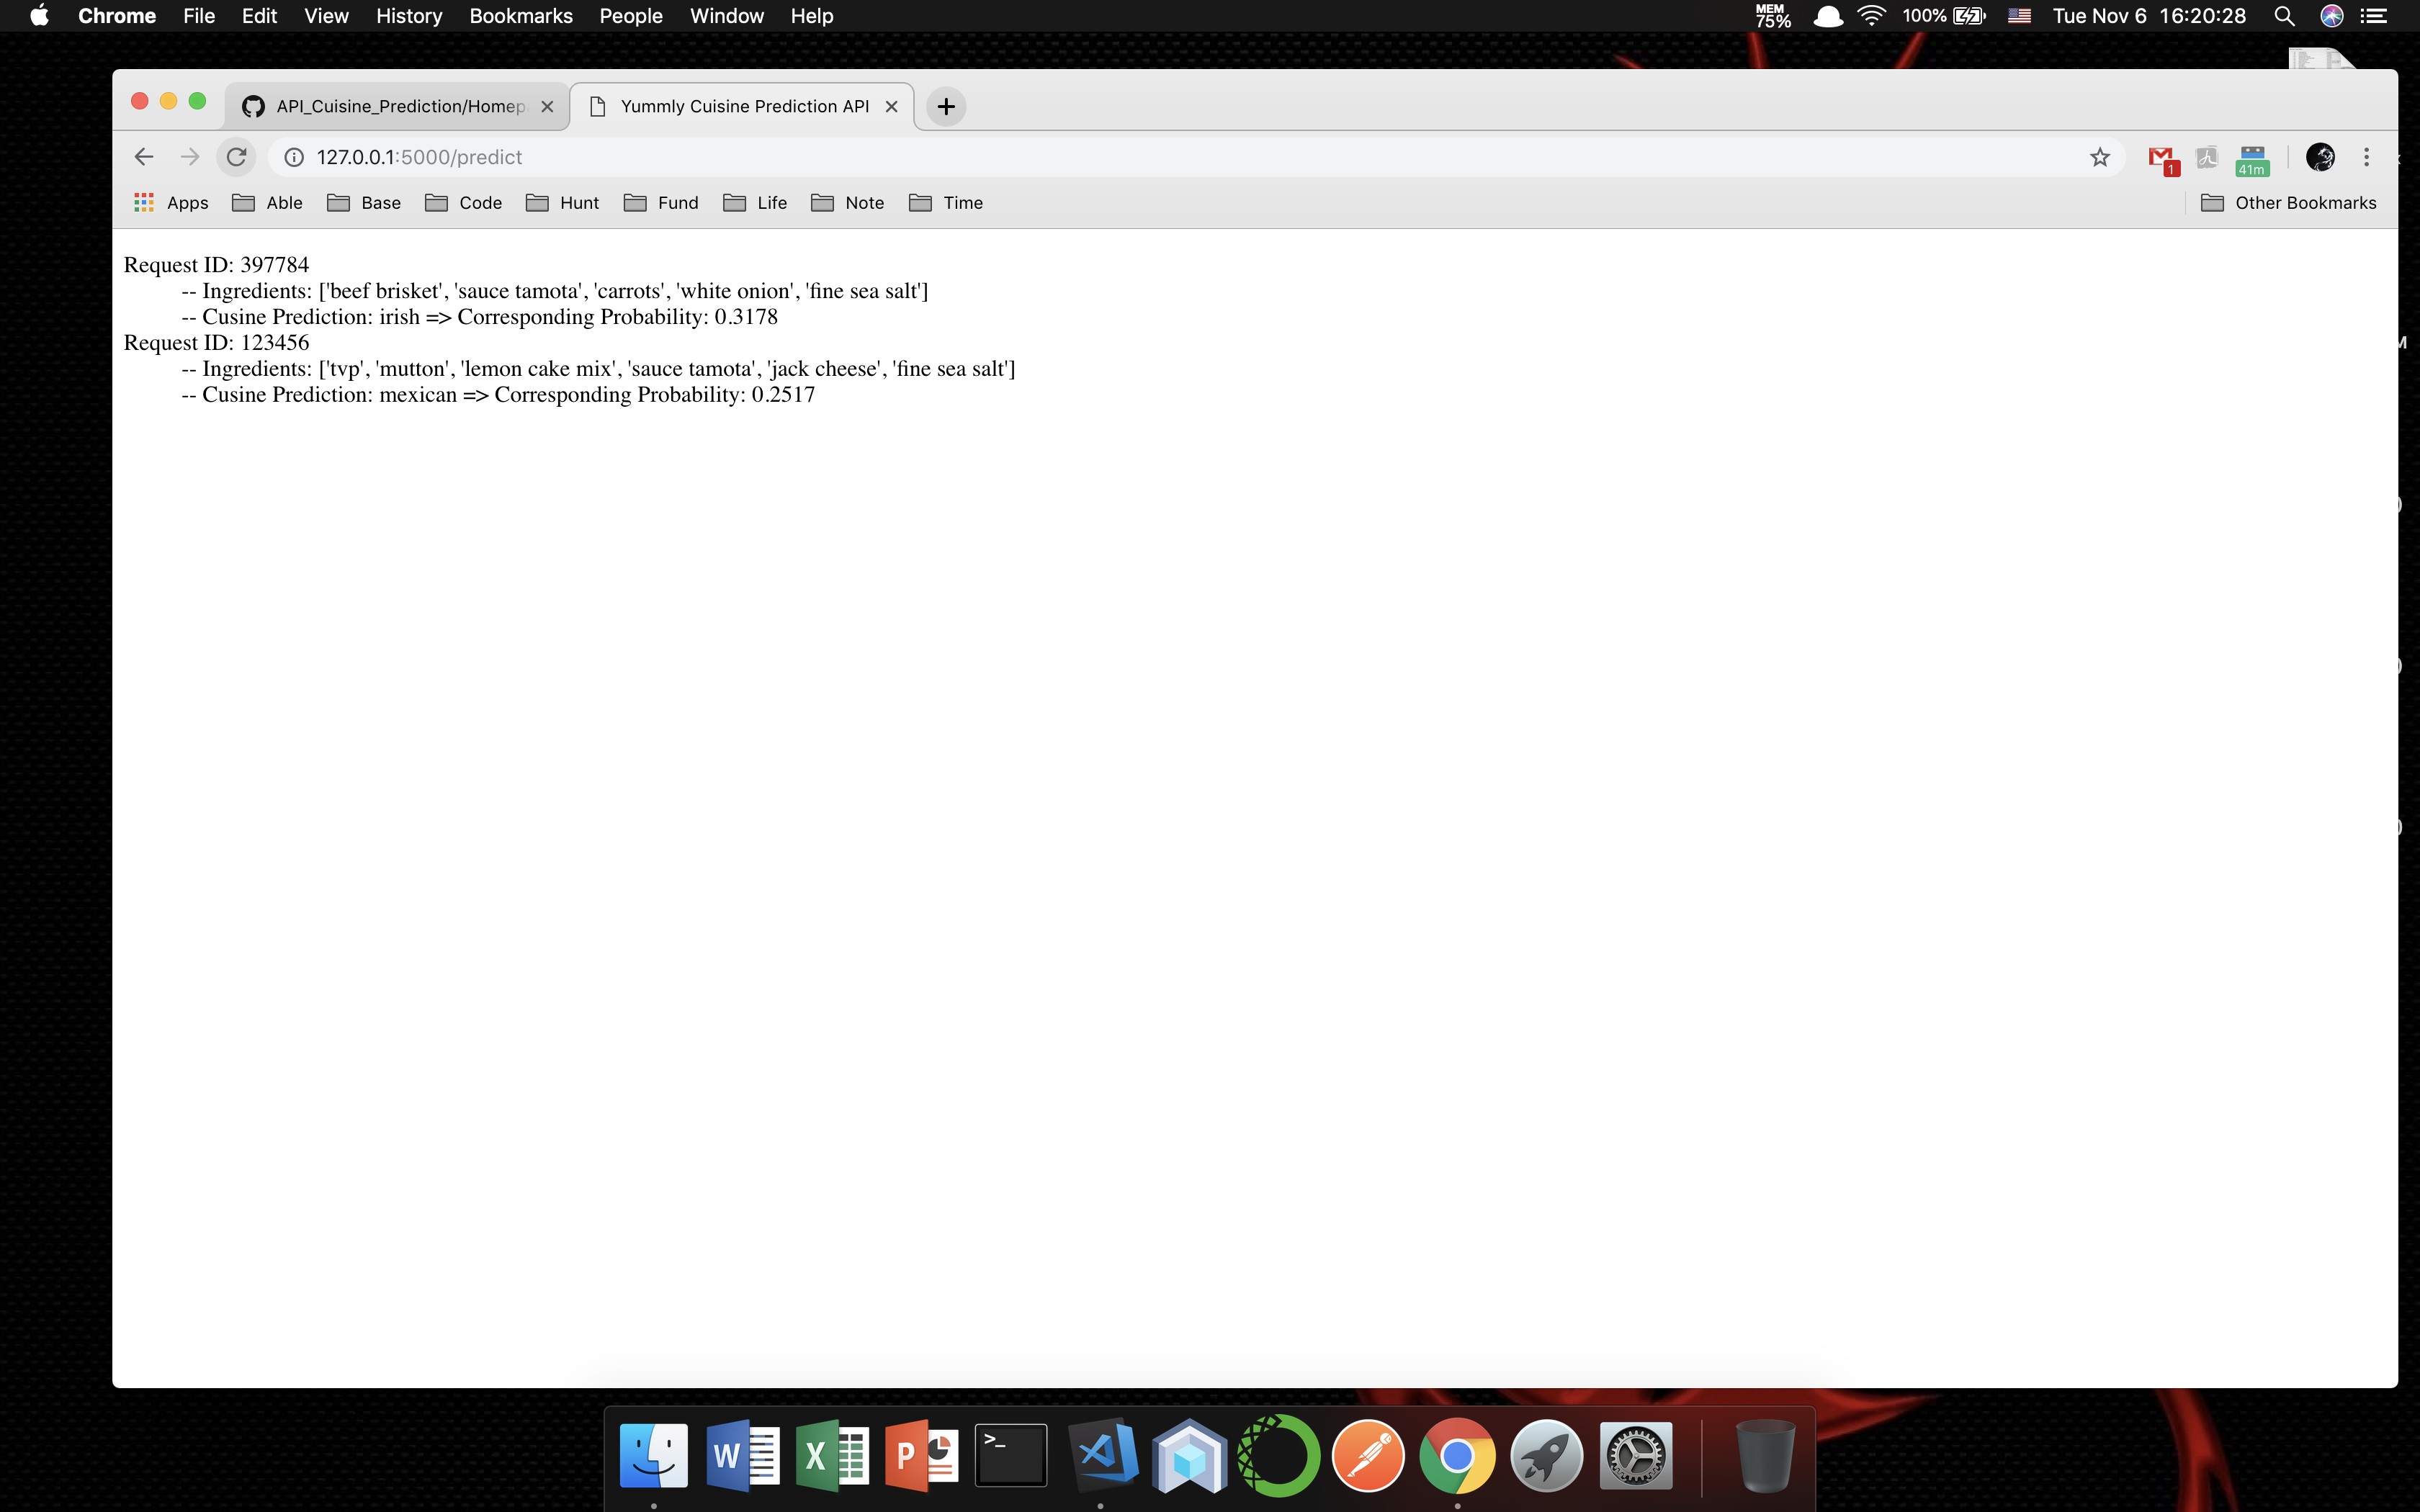 Chrome File Edit View History Bookmarks People Window Help MEM 75% 100% Tue Nov 6 16:20:28
API_Cuisine_Prediction/Homep Yummly Cuisine Prediction API
127.0.0.1:5000/predict 1 41m
Apps Able Base Code Hunt Fund Life Note Time Other Bookmarks
Request ID: 397784
-- Ingredients: ['beef brisket', 'sauce tamota', 'carrots', 'white onion', 'fine sea salt']
-- Cusine Prediction: irish => Corresponding Probability: 0.3178
Request ID: 123456
-- Ingredients: ['tvp', 'mutton', 'lemon cake mix', 'sauce tamota', 'jack cheese', 'fine sea salt']
-- Cusine Prediction: mexican => Corresponding Probability: 0.2517
W X P >_